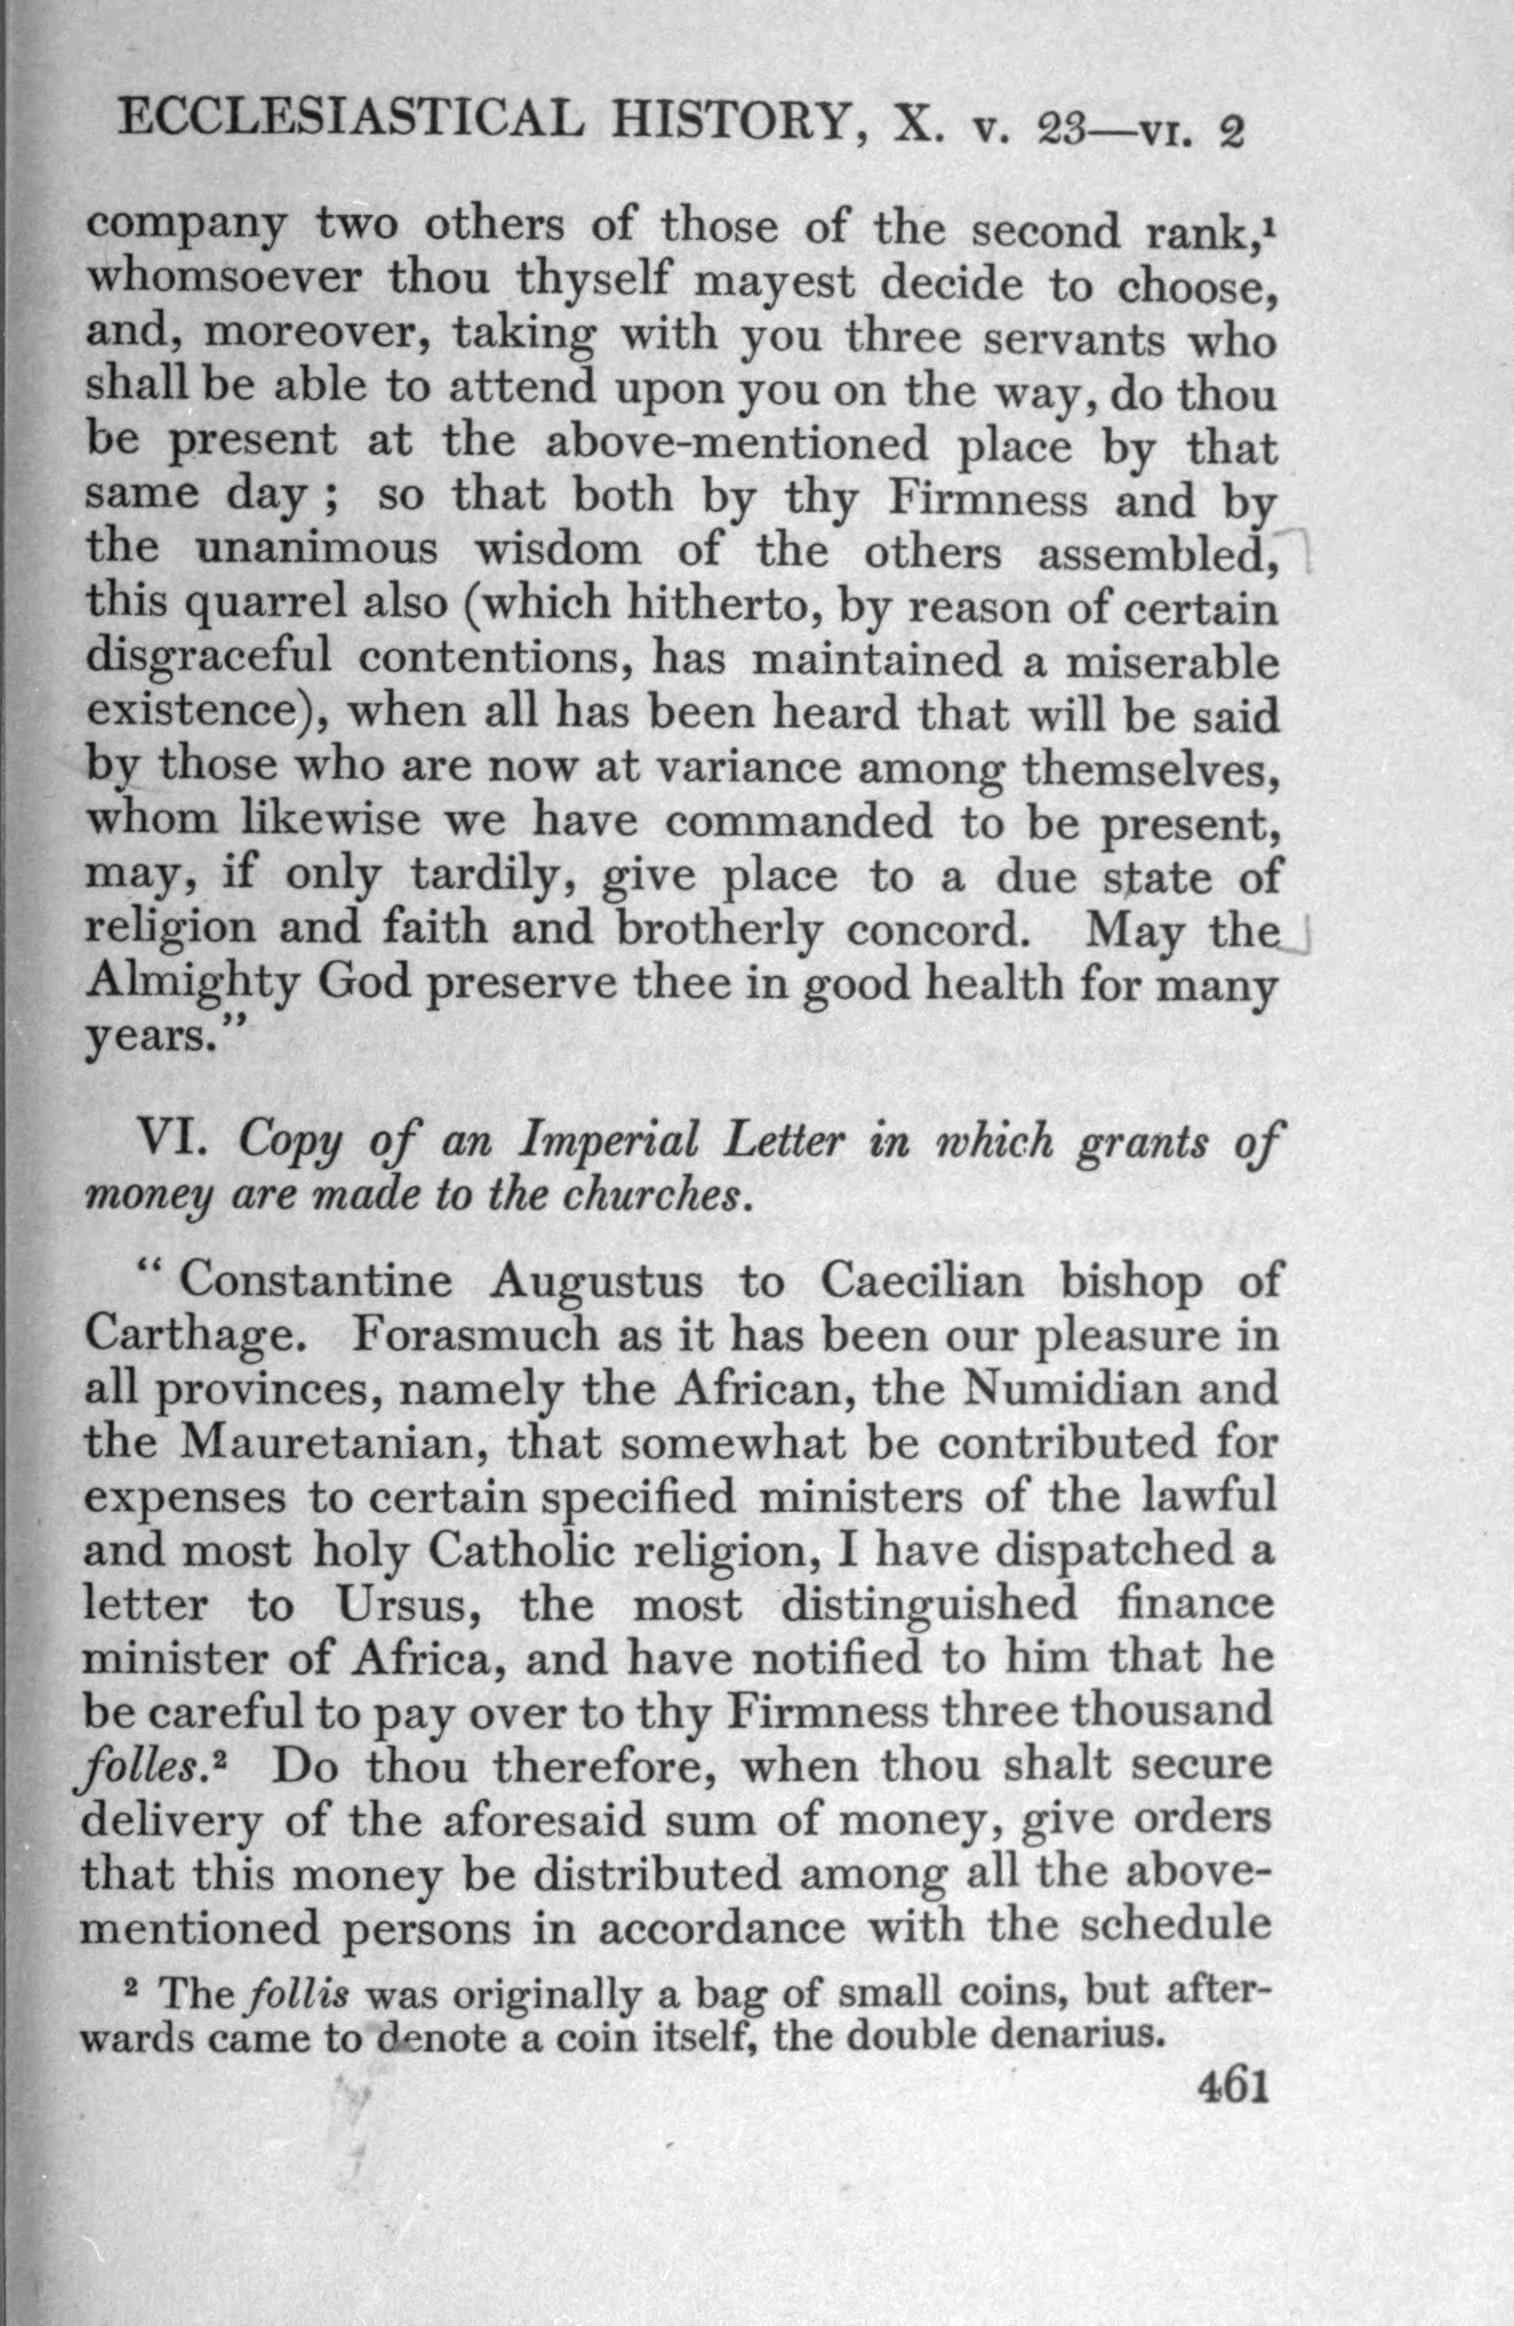 ECCLESIASTICAL HISTORY, X. v. 23—vi. 2
company two others of those of the second rank,¹
whomsoever thou thyself mayest decide to choose,
and, moreover, taking with you three servants who
shall be able to attend upon you on the way, do thou
be present at the above-mentioned place by that
same day ; so that both by thy Firmness and by
the unanimous wisdom of the others assembled,
this quarrel also (which hitherto, by reason of certain
disgraceful contentions, has maintained a miserable
existence), when all has been heard that will be said
by those who are now at variance among themselves,
whom likewise we have commanded to be present,
may, if only tardily, give place to a due state of
religion and faith and brotherly concord. May the
Almighty God preserve thee in good health for many
years.”
VI. Copy of an Imperial Letter in which grants of
money are made to the churches.
“ Constantine Augustus to Caecilian bishop of
Carthage. Forasmuch as it has been our pleasure in
all provinces, namely the African, the Numidian and
the Mauretanian, that somewhat be contributed for
expenses to certain specified ministers of the lawful
and most holy Catholic religion, I have dispatched a
letter to Ursus, the most distinguished finance
minister of Africa, and have notified to him that he
be careful to pay over to thy Firmness three thousand
folles.² Do thou therefore, when thou shalt secure
delivery of the aforesaid sum of money, give orders
that this money be distributed among all the above-
mentioned persons in accordance with the schedule
² The follis was originally a bag of small coins, but after-
wards came to denote a coin itself, the double denarius.
461